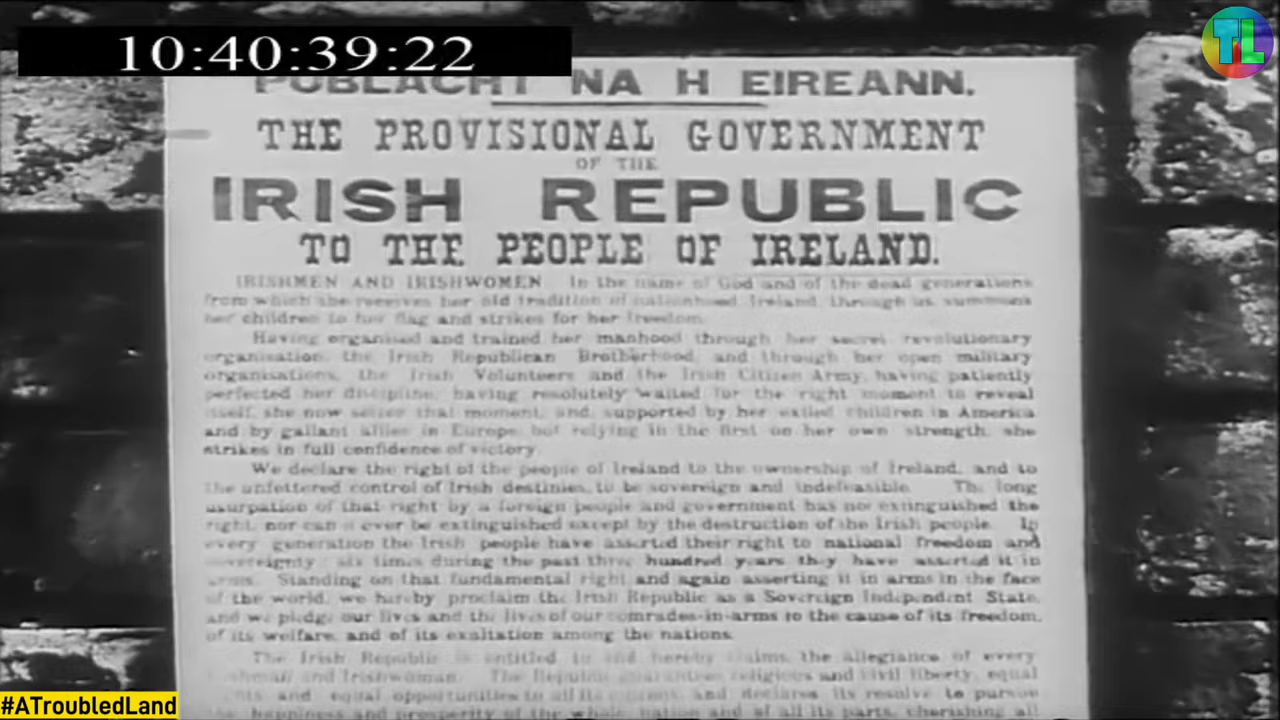 10:40:39:22
TL
POBLACHT NA H EIREANN.
THE PROVISIONAL GOVERNMENT
OF THE
IRISH REPUBLIC
TO THE PEOPLE OF IRELAND.
IRISHMEN AND IRISHWOMEN In the name of God and of the dead generations
from which she receives her old tradition of nationhood Ireland, through us, summons
her children to her flag and strikes for her freedom.
Having organised and trained her manhood through her secret revolutionary
organisation, the Irish Republican Brotherhood, and through her open military
organisations, the Irish Volunteers and the Irish Citizen Army, having patiently
perfected her discipline, having resolutely waited for the right moment to reveal
itself, she now seizes that moment, and, supported by her exiled children in America
and by gallant allies in Europe, but relying in the first on her own strength, she
strikes in full confidence of victory.
We declare the right of the people of Ireland to the ownership of Ireland, and to
the unfettered control of Irish destinies, to be sovereign and indefeasible. The long
usurpation of that right by a foreign people and government has not extinguished the
right, nor can it ever be extinguished except by the destruction of the Irish people. In
every generation the Irish people have asserted their right to national freedom and
sovereignty; six times during the past three hundred years they have asserted it in
arms. Standing on that fundamental right and again asserting it in arms in the face
of the world, we hereby proclaim the Irish Republic as a Sovereign Independent State,
and we pledge our lives and the lives of our comrades-in-arms to the cause of its freedom,
of its welfare, and of its exaltation among the nations.
The Irish Republic is entitled to and hereby claims, the allegiance of every
and Irishwoman. The Republic guarantees religious and civil liberty, equal
and equal opportunities to all its citizens, and declares its resolve to pursue
the happiness and prosperity of the whole nation and of all its parts, cherishing all
#ATroubledLand